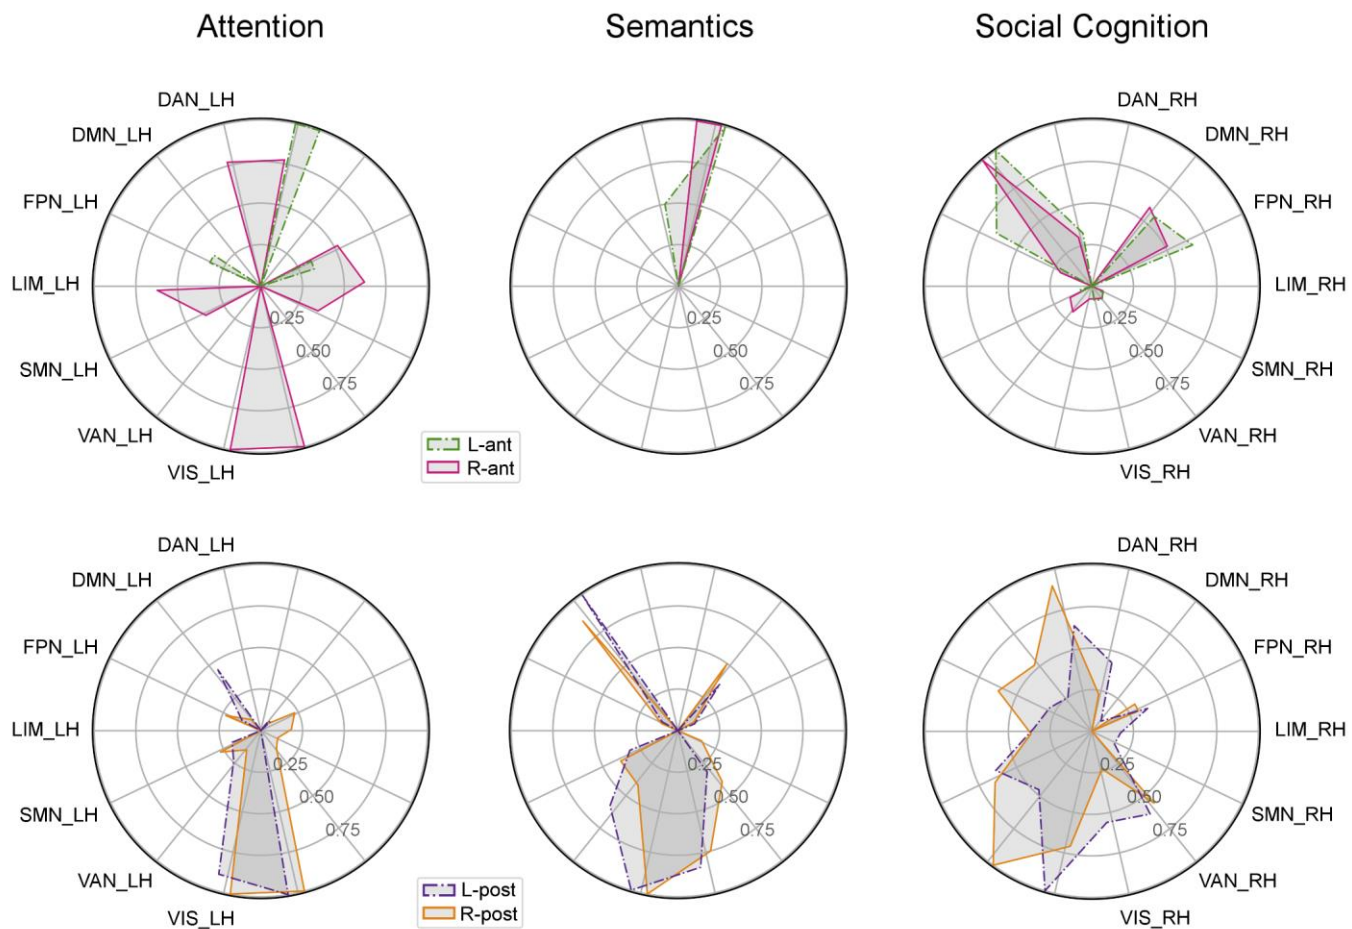 Attention
Semantics
Social Cognition
DAN_LH
DMN_LH
FPN_LH
LIM_LH
SMN_LH
VAN_LH
VIS_LH
0.25
0.50
0.75
L-ant
R-ant
0.25
0.50
0.75
DAN_RH
DMN_RH
FPN_RH
LIM_RH
SMN_RH
VAN_RH
VIS_RH
0.25
0.50
0.75
DAN_LH
DMN_LH
FPN_LH
LIM_LH
SMN_LH
VAN_LH
VIS_LH
0.25
0.50
0.75
L-post
R-post
0.25
0.50
0.75
DAN_RH
DMN_RH
FPN_RH
LIM_RH
SMN_RH
VAN_RH
VIS_RH
0.25
0.50
0.75